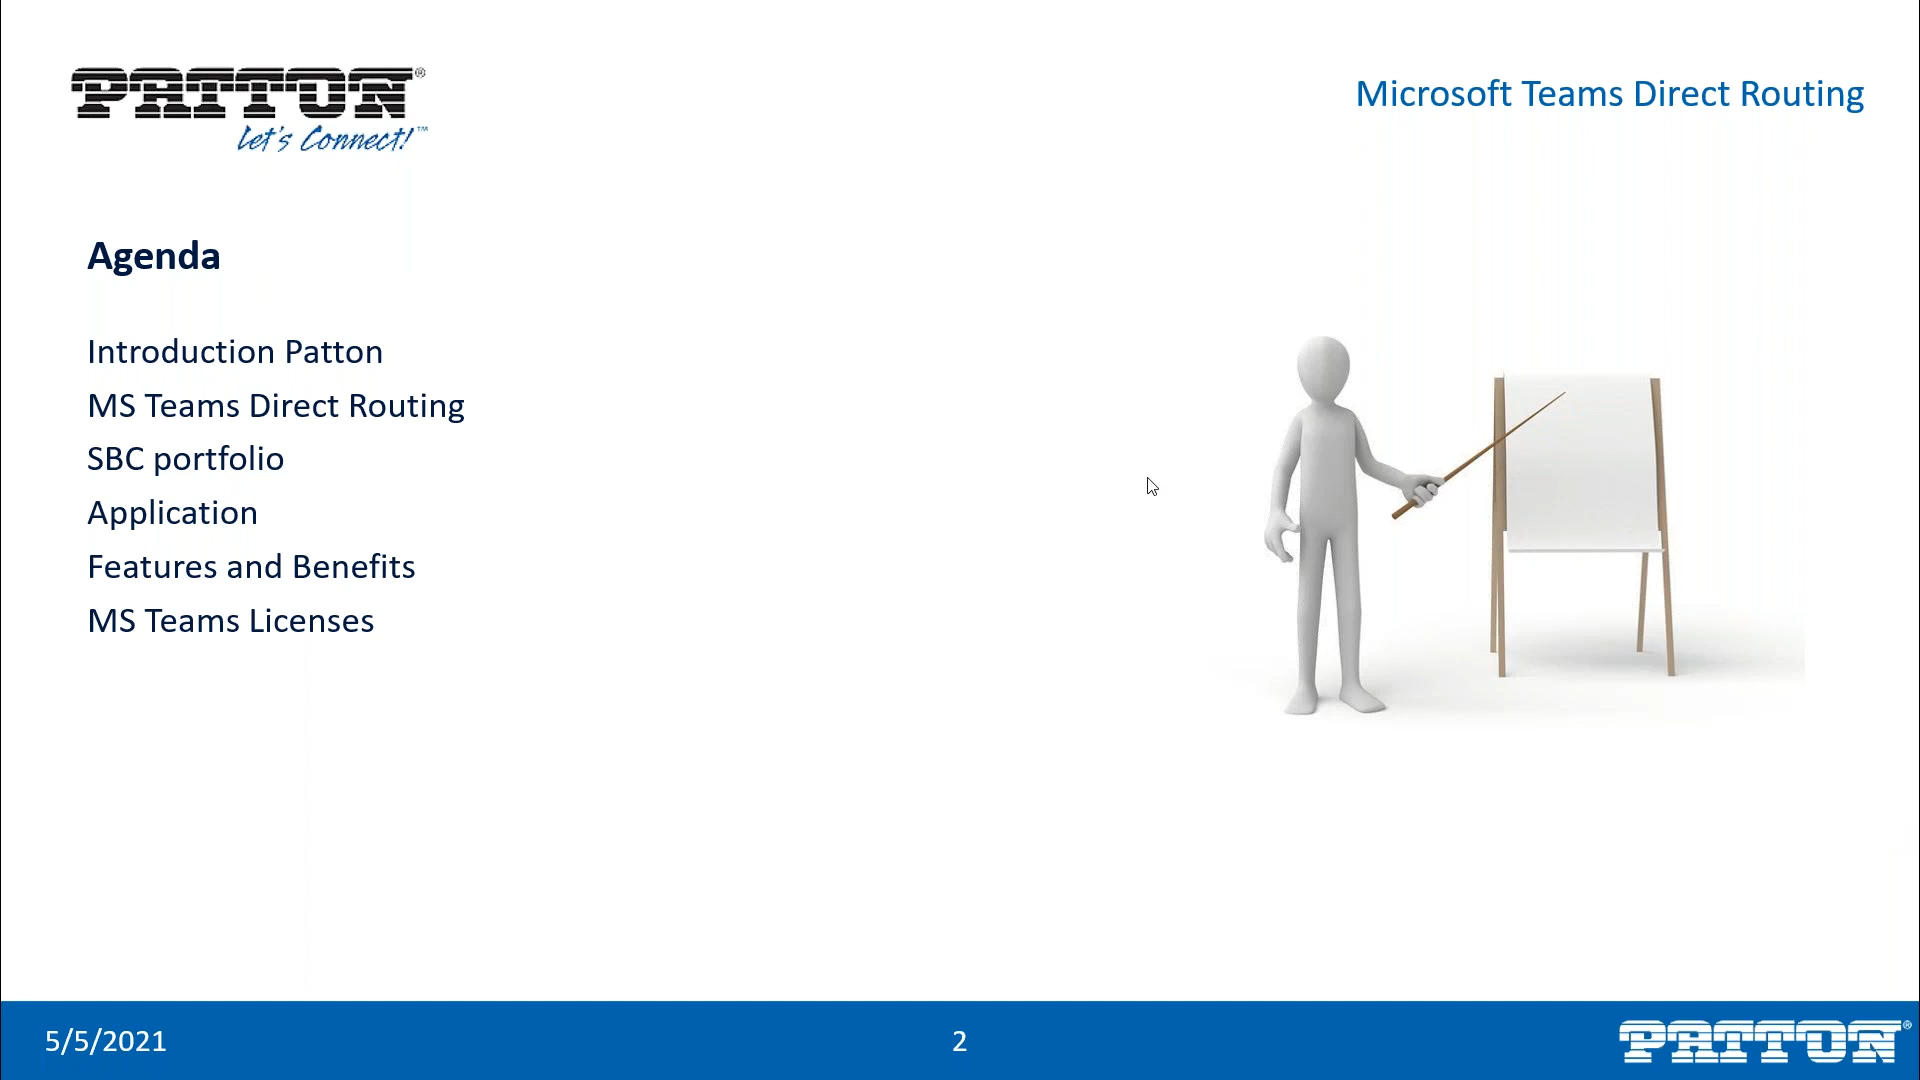 PATTON®
Let's Connect!™
Microsoft Teams Direct Routing
Agenda
Introduction Patton
MS Teams Direct Routing
SBC portfolio
Application
Features and Benefits
MS Teams Licenses
5/5/2021
2
PATTON®